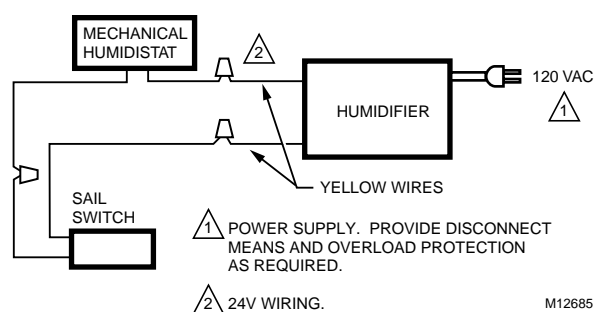 MECHANICAL
HUMIDISTAT
2
HUMIDIFIER
120 VAC
1
YELLOW WIRES
SAIL
SWITCH
1 POWER SUPPLY. PROVIDE DISCONNECT
MEANS AND OVERLOAD PROTECTION
AS REQUIRED.
2 24V WIRING.
M12685